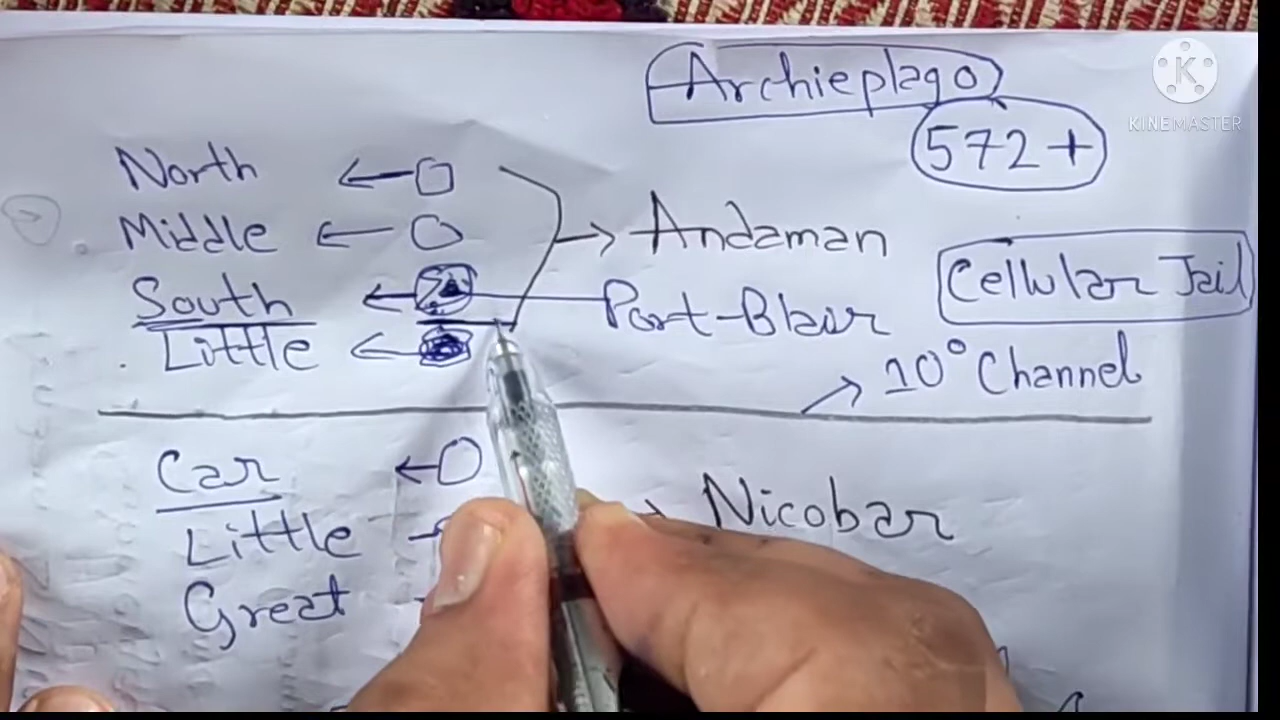 Archieplago
572+
North
Middle
South
Little
Andaman
Port-Blair
Cellular Jail
10° Channel
Car
Little
Great
Nicobar
K
KINEMASTER